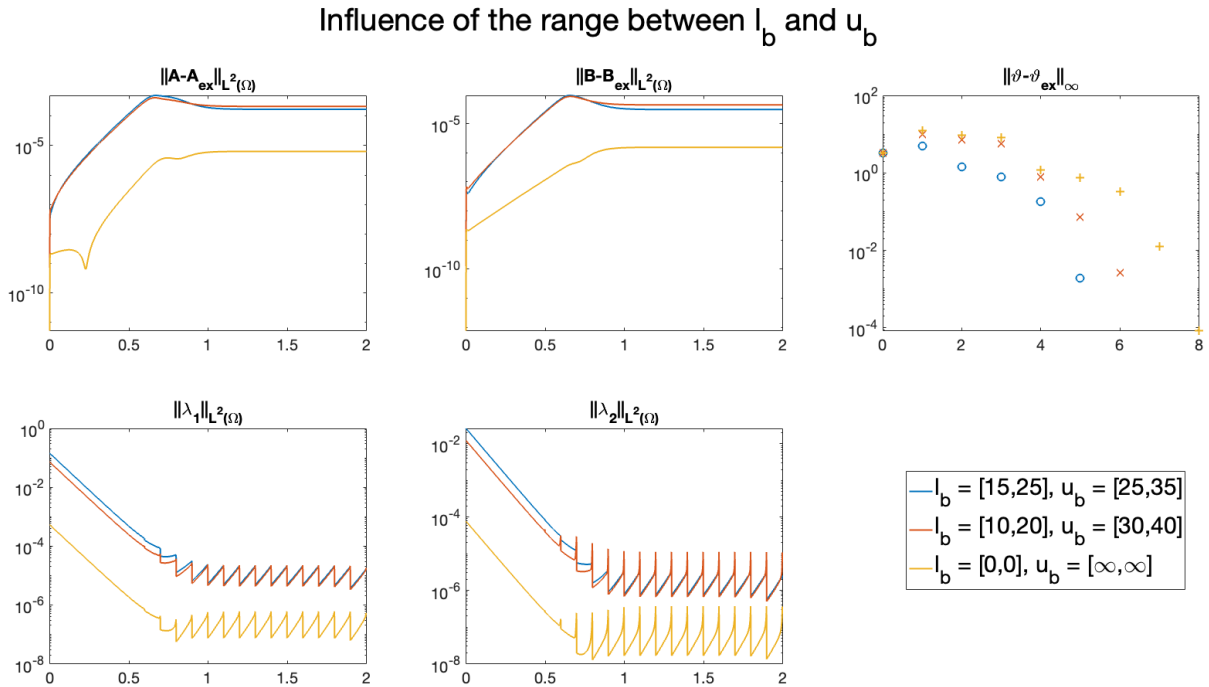 Influence of the range between l_b and u_b
||A-A_ex||_L²(Ω)
10^-5
10^-10
0 0.5 1 1.5 2
||B-B_ex||_L²(Ω)
10^-5
10^-10
0 0.5 1 1.5 2
||ϑ-ϑ_ex||_∞
10^2
10^0
10^-2
10^-4
0 2 4 6 8
||λ_1||_L²(Ω)
10^0
10^-2
10^-4
10^-6
10^-8
0 0.5 1 1.5 2
||λ_2||_L²(Ω)
10^-2
10^-4
10^-6
10^-8
0 0.5 1 1.5 2
l_b = [15,25], u_b = [25,35]
l_b = [10,20], u_b = [30,40]
l_b = [0,0], u_b = [∞,∞]